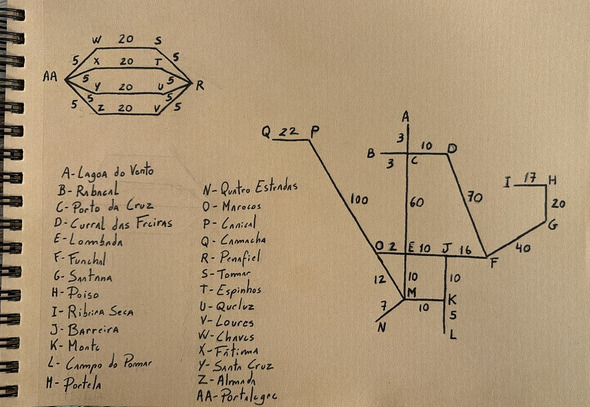 W 20 S
5 X 20 T 5
AA 5 5 R
Y 20 U
5 5
5 Z 20 V 5
A
Q 22 P
3
B 10 D
3 C
I 17 H
100 60 70 20
G
O 2 E 10 J 16 40
F
12 10 10
M 10 K
7 5
N L
A-Lagoa do Vento
B-Rabaçal
C-Porto da Cruz
D-Curral das Freiras
E-Lombada
F-Funchal
G-Santana
H-Poiso
I-Ribeira Seca
J-Barreira
K-Monte
L-Campo do Pomar
M-Portela
N-Quatro Estradas
O-Marocos
P-Caniçal
Q-Camacha
R-Penafiel
S-Tomar
T-Espinhos
U-Queluz
V-Loures
W-Chaves
X-Fátima
Y-Santa Cruz
Z-Almada
AA-Portalegre